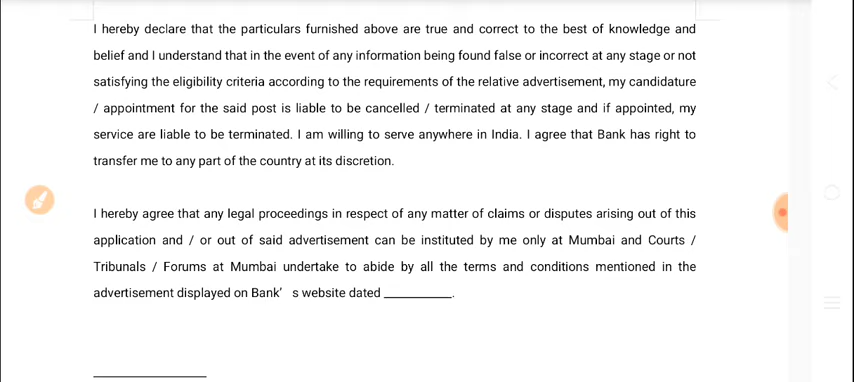 I hereby declare that the particulars furnished above are true and correct to the best of knowledge and
belief and I understand that in the event of any information being found false or incorrect at any stage or not
satisfying the eligibility criteria according to the requirements of the relative advertisement, my candidature
/ appointment for the said post is liable to be cancelled / terminated at any stage and if appointed, my
service are liable to be terminated. I am willing to serve anywhere in India. I agree that Bank has right to
transfer me to any part of the country at its discretion.
I hereby agree that any legal proceedings in respect of any matter of claims or disputes arising out of this
application and / or out of said advertisement can be instituted by me only at Mumbai and Courts /
Tribunals / Forums at Mumbai undertake to abide by all the terms and conditions mentioned in the
advertisement displayed on Bank' s website dated __________.